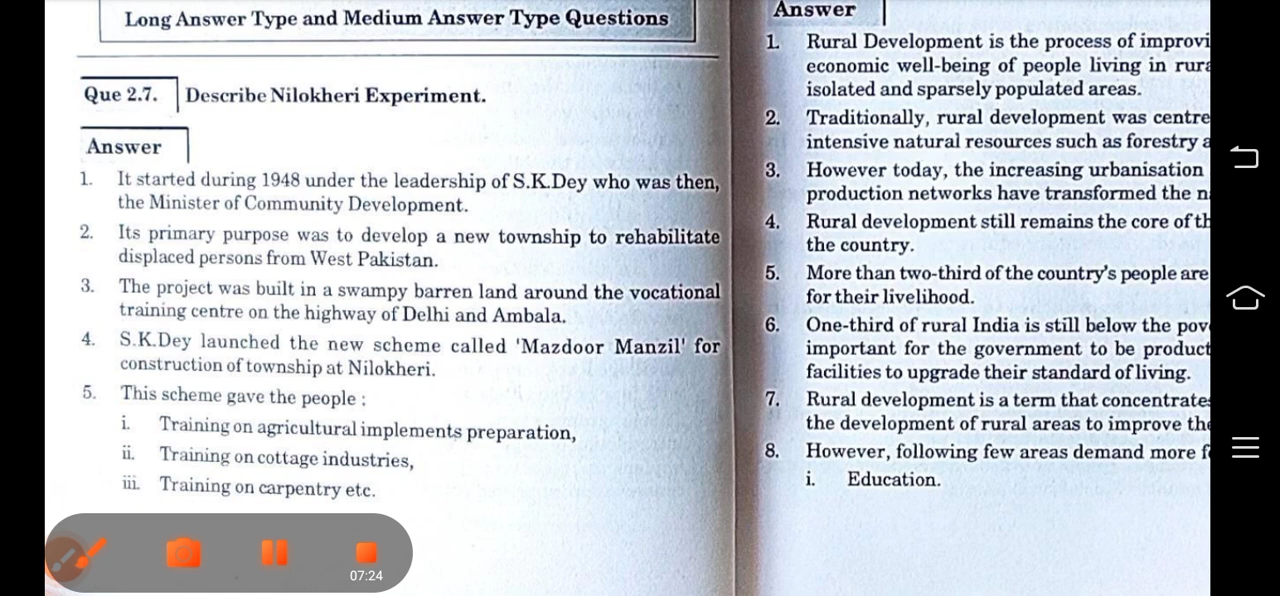 Long Answer Type and Medium Answer Type Questions
Que 2.7. Describe Nilokheri Experiment.
Answer
1. It started during 1948 under the leadership of S.K.Dey who was then,
the Minister of Community Development.
2. Its primary purpose was to develop a new township to rehabilitate
displaced persons from West Pakistan.
3. The project was built in a swampy barren land around the vocational
training centre on the highway of Delhi and Ambala.
4. S.K.Dey launched the new scheme called 'Mazdoor Manzil' for
construction of township at Nilokheri.
5. This scheme gave the people :
i. Training on agricultural implements preparation,
ii. Training on cottage industries,
iii. Training on carpentry etc.
07:24
Answer
1. Rural Development is the process of
economic well-being of people living in
isolated and sparsely populated areas.
2. Traditionally, rural development was
intensive natural resources such as forestry
3. However today, the increasing urbanisation
production networks have transformed the
4. Rural development still remains the core of
the country.
5. More than two-third of the country's people are
for their livelihood.
6. One-third of rural India is still below the
important for the government to be
facilities to upgrade their standard of living.
7. Rural development is a term that
the development of rural areas to improve
8. However, following few areas demand more
i. Education.